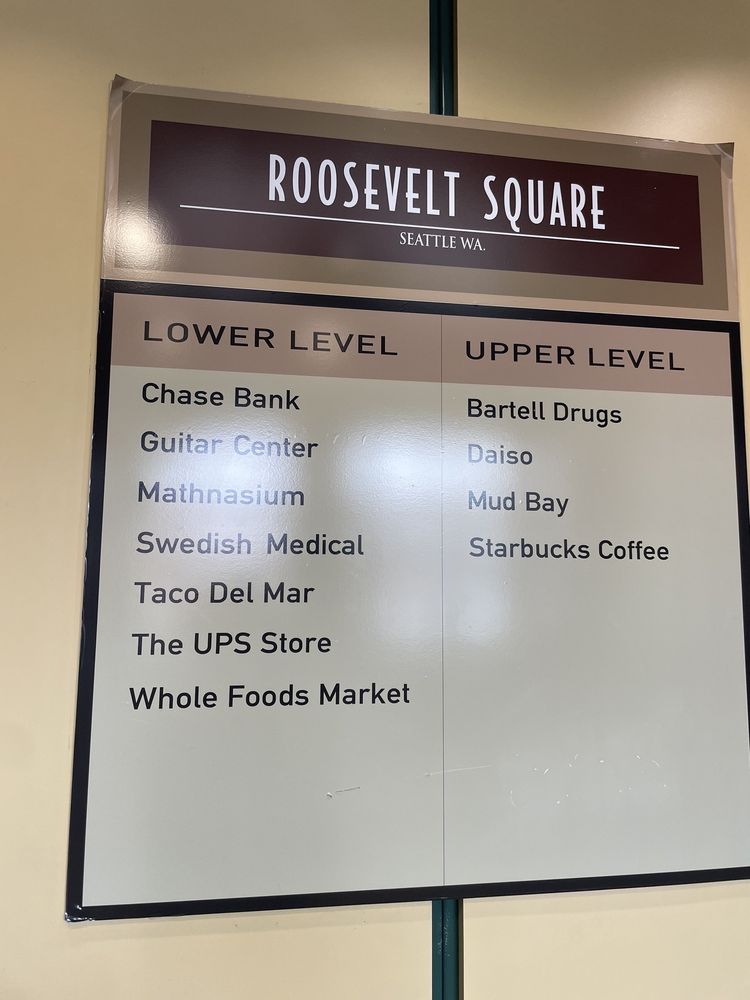 ROOSEVELT SQUARE
SEATTLE WA.
LOWER LEVEL
Chase Bank
Guitar Center
Mathnasium
Swedish Medical
Taco Del Mar
The UPS Store
Whole Foods Market
UPPER LEVEL
Bartell Drugs
Daiso
Mud Bay
Starbucks Coffee